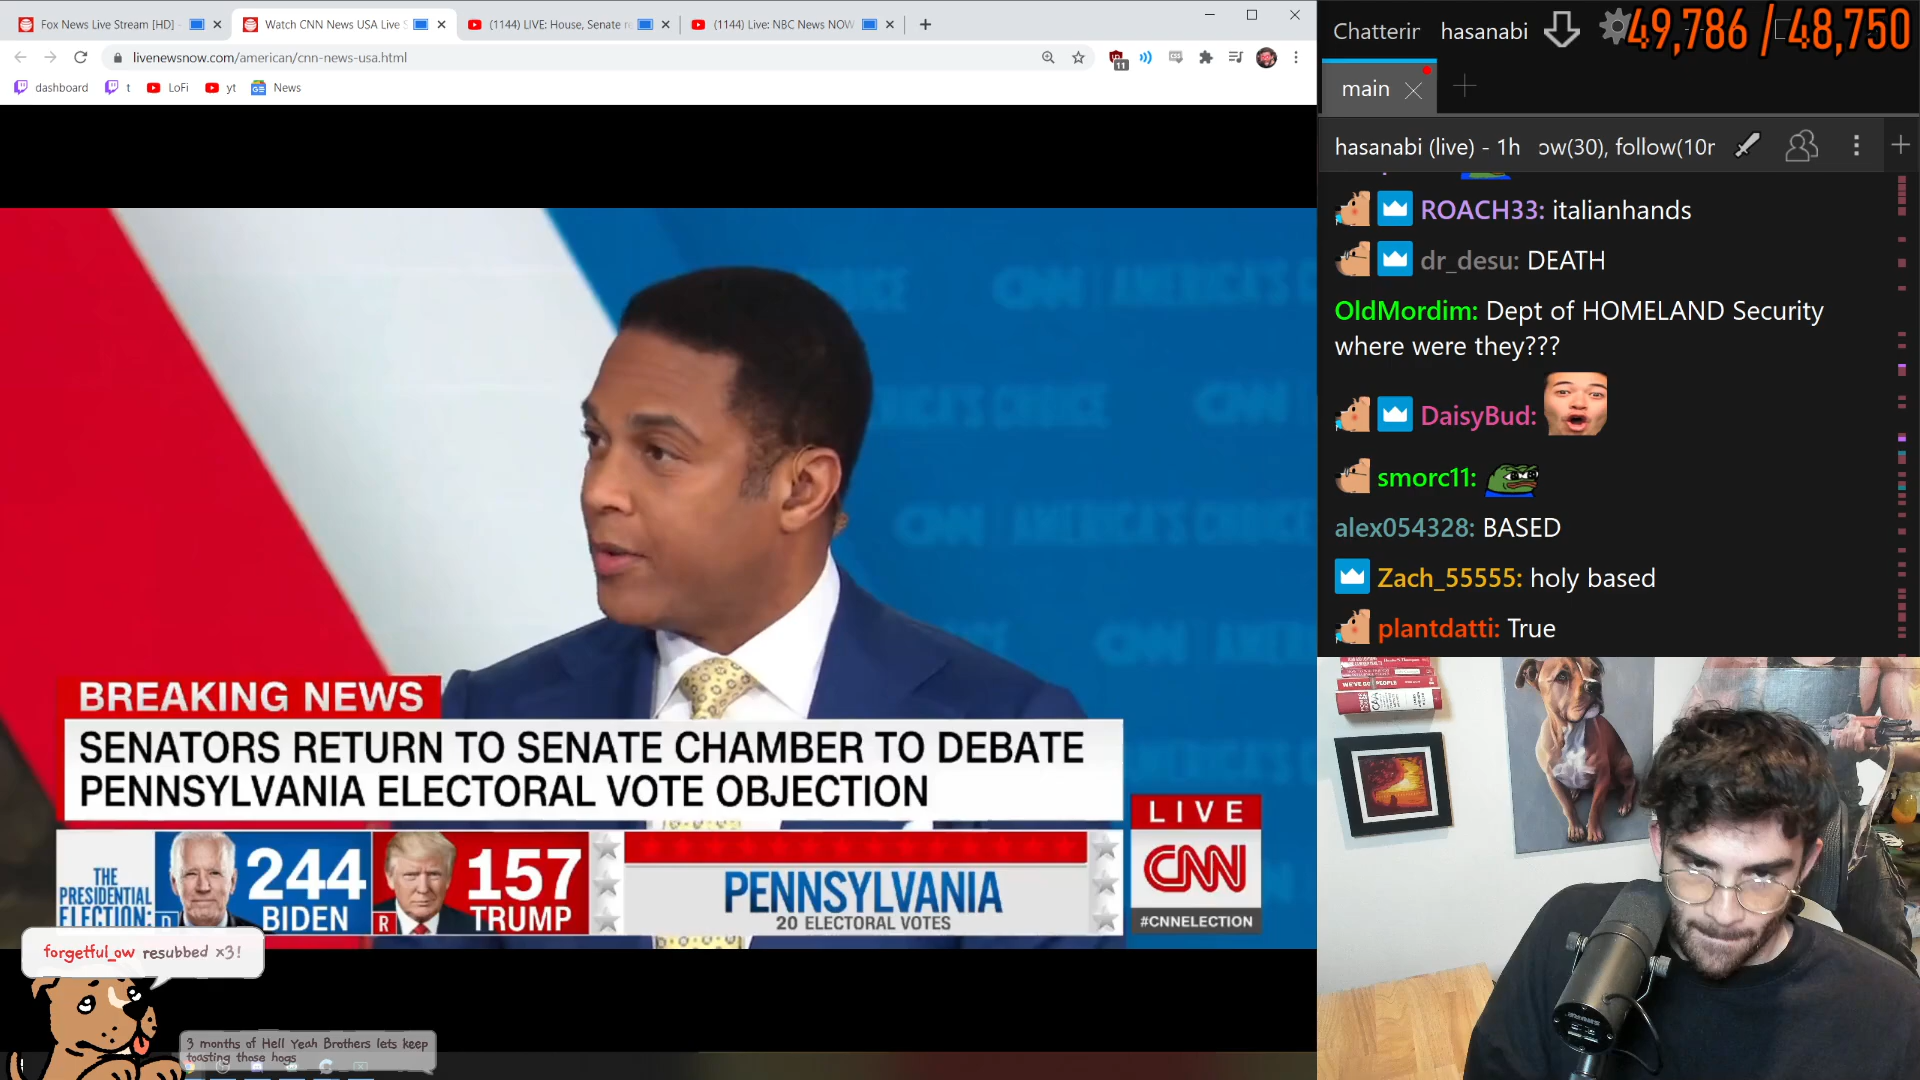 Fox News Live Stream [HD]
Watch CNN News USA Live S
(1144) LIVE: House, Senate re
(1144) Live: NBC News NOW
livenewsnow.com/american/cnn-news-usa.html
11
dashboard
t
LoFi
yt
News
CNN AMERICA'S CHOICE
BREAKING NEWS
SENATORS RETURN TO SENATE CHAMBER TO DEBATE
PENNSYLVANIA ELECTORAL VOTE OBJECTION
THE
PRESIDENTIAL
ELECTION:
D
244
BIDEN
R
157
TRUMP
PENNSYLVANIA
20 ELECTORAL VOTES
LIVE
CNN
#CNNELECTION
forgetful_ow resubbed x3!
3 months of Hell Yeah Brothers lets keep
toasting those hogs
Chatterir
hasanabi
49,786 / 48,750
main
hasanabi (live) - 1h
ow(30), follow(10r
ROACH33: italianhands
dr_desu: DEATH
OldMordim: Dept of HOMELAND Security
where were they???
DaisyBud:
smorc11:
alex054328: BASED
Zach_55555: holy based
plantdatti: True